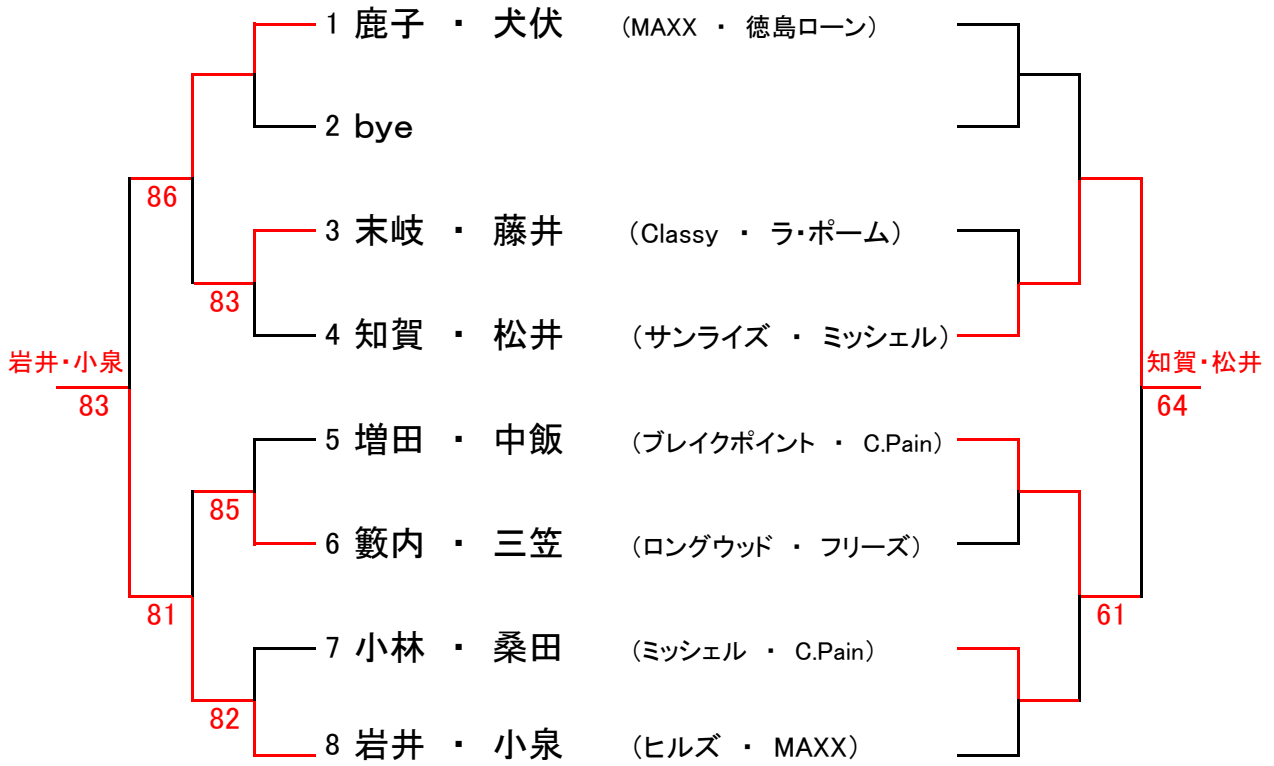 1 鹿子 ・ 犬伏 （MAXX ・ 徳島ローン）
2 bye
86
3 末岐 ・ 藤井 （Classy ・ ラ・ポーム）
83
4 知賀 ・ 松井 （サンライズ ・ ミッシェル）
岩井・小泉
83
知賀・松井
64
5 増田 ・ 中飯 （ブレイクポイント ・ C.Pain）
85
6 籔内 ・ 三笠 （ロングウッド ・ フリーズ）
81
61
7 小林 ・ 桑田 （ミッシェル ・ C.Pain）
82
8 岩井 ・ 小泉 （ヒルズ ・ MAXX）